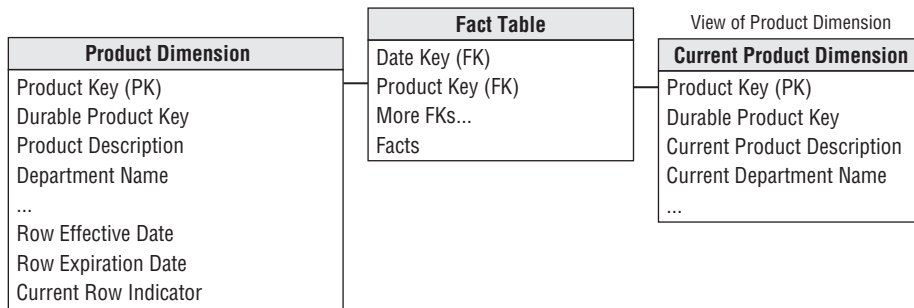 Product Dimension
Product Key (PK)
Durable Product Key
Product Description
Department Name
...
Row Effective Date
Row Expiration Date
Current Row Indicator
Fact Table
Date Key (FK)
Product Key (FK)
More FKs...
Facts
View of Product Dimension
Current Product Dimension
Product Key (PK)
Durable Product Key
Current Product Description
Current Department Name
...